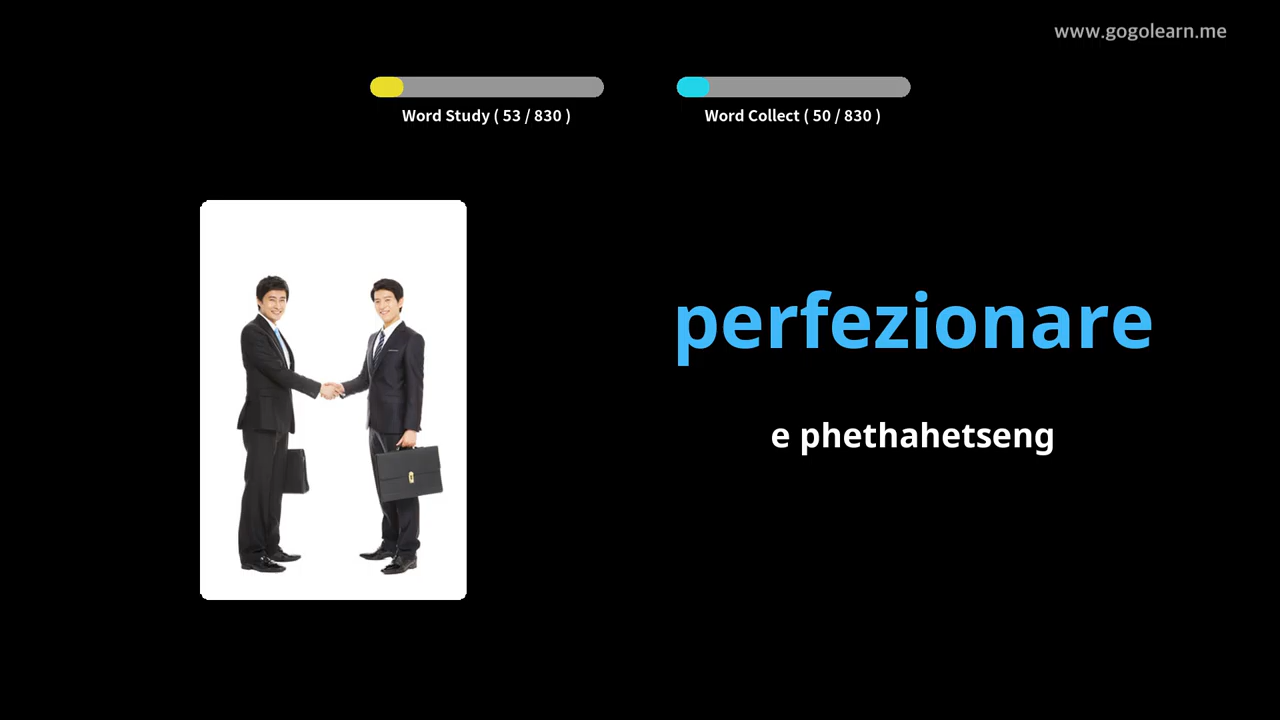 www.gogolearn.me
Word Study ( 53 / 830 )
Word Collect ( 50 / 830 )
perfezionare
e phethahetseng